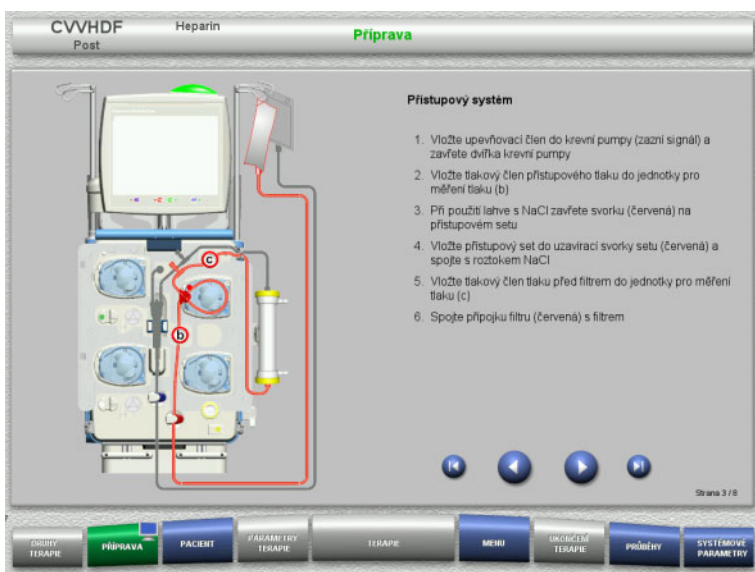 CVVHDF
Heparin
Post
Příprava
Přístupový systém
1. Vložte upevňovací člen do krevní pumpy (zazní signál) a
zavřete dvířka krevní pumpy
2. Vložte tlakový člen přístupového tlaku do jednotky pro
měření tlaku (b)
3. Při použití lahve s NaCl zavřete svorku (červená) na
přístupovém setu
4. Vložte přístupový set do uzavírací svorky setu (červená) a
spojte s roztokem NaCl
5. Vložte tlakový člen tlaku před filtrem do jednotky pro měření
tlaku (c)
6. Spojte přípojku filtru (červená) s filtrem
c
b
Strana 3 / 8
DRUHY
TERAPIE
PŘÍPRAVA
PACIENT
PARAMETRY
TERAPIE
TERAPIE
MENU
UKONČENÍ
TERAPIE
PRŮBĚHY
SYSTÉMOVÉ
PARAMETRY